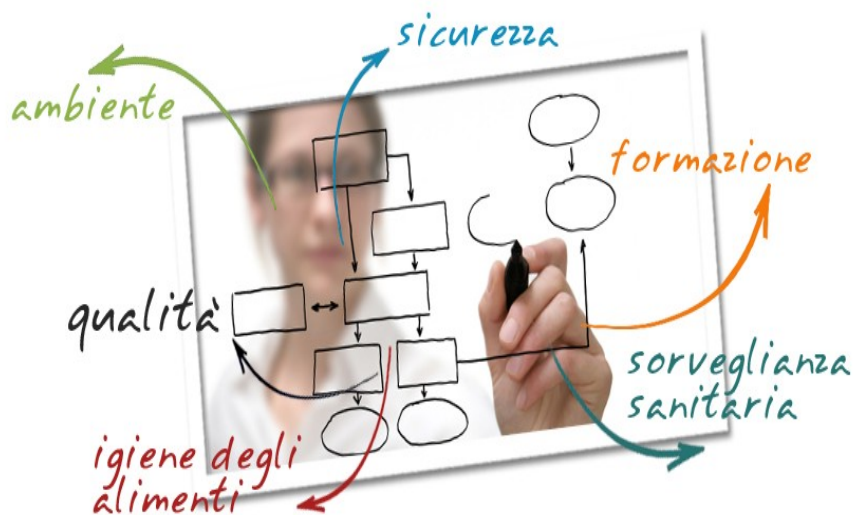 sicurezza
ambiente
formazione
qualità
sorveglianza
sanitaria
igiene degli
alimenti